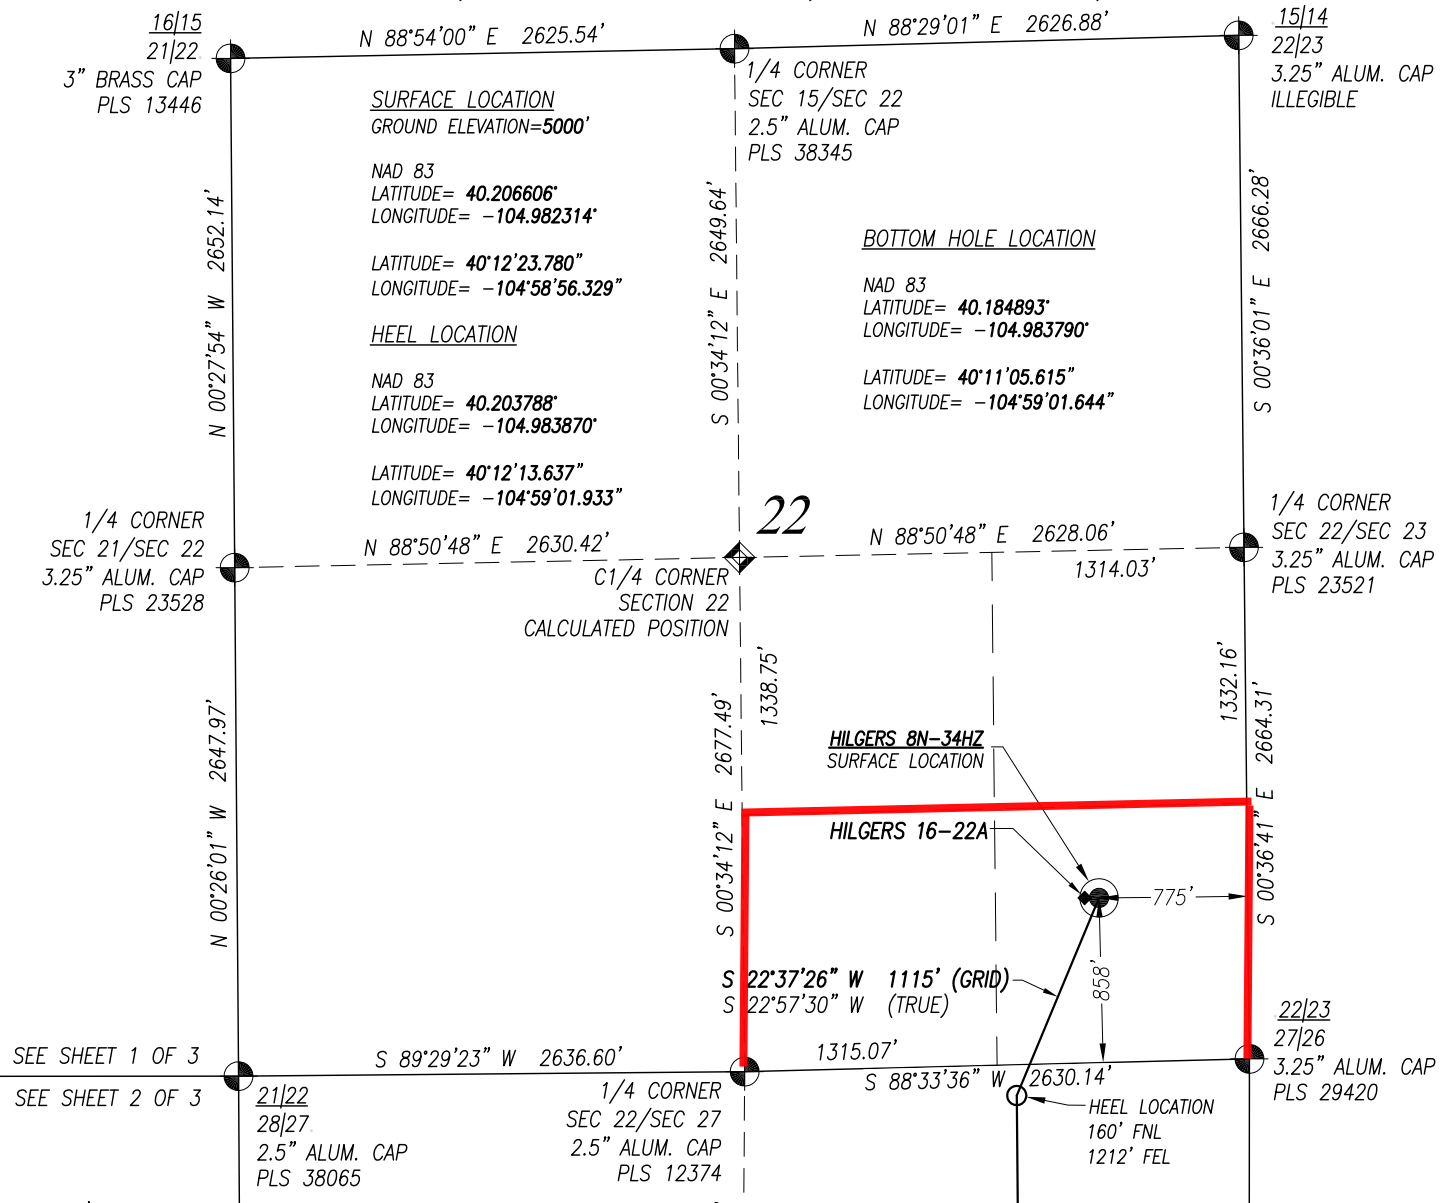 16|15
21|22
3" BRASS CAP
PLS 13446
N 88°54'00" E 2625.54'
N 88°29'01" E 2626.88'
15|14
22|23
3.25" ALUM. CAP
ILLEGIBLE
1/4 CORNER
SEC 15/SEC 22
2.5" ALUM. CAP
PLS 38345
SURFACE LOCATION
GROUND ELEVATION=5000'
NAD 83
LATITUDE= 40.206606°
LONGITUDE= -104.982314°
LATITUDE= 40°12'23.780"
LONGITUDE= -104°58'56.329"
HEEL LOCATION
NAD 83
LATITUDE= 40.203788°
LONGITUDE= -104.983870°
LATITUDE= 40°12'13.637"
LONGITUDE= -104°59'01.933"
BOTTOM HOLE LOCATION
NAD 83
LATITUDE= 40.184893°
LONGITUDE= -104.983790°
LATITUDE= 40°11'05.615"
LONGITUDE= -104°59'01.644"
N 00°27'54" W 2652.14'
S 00°34'12" E 2649.64'
S 00°36'01" E 2666.28'
1/4 CORNER
SEC 21/SEC 22
3.25" ALUM. CAP
PLS 23528
N 88°50'48" E 2630.42'
22
N 88°50'48" E 2628.06'
1314.03'
C1/4 CORNER
SECTION 22
CALCULATED POSITION
1/4 CORNER
SEC 22/SEC 23
3.25" ALUM. CAP
PLS 23521
N 00°26'01" W 2647.97'
S 00°34'12" E 2677.49'
1338.75'
1332.16'
S 00°36'41" E 2664.31'
HILGERS 8N-34HZ
SURFACE LOCATION
HILGERS 16-22A
775'
858'
S 22°37'26" W 1115' (GRID)
S 22°57'30" W (TRUE)
SEE SHEET 1 OF 3
SEE SHEET 2 OF 3
S 89°29'23" W 2636.60'
1315.07'
S 88°33'36" W 2630.14'
22|23
27|26
3.25" ALUM. CAP
PLS 29420
21|22
28|27
2.5" ALUM. CAP
PLS 38065
1/4 CORNER
SEC 22/SEC 27
2.5" ALUM. CAP
PLS 12374
HEEL LOCATION
160' FNL
1212' FEL